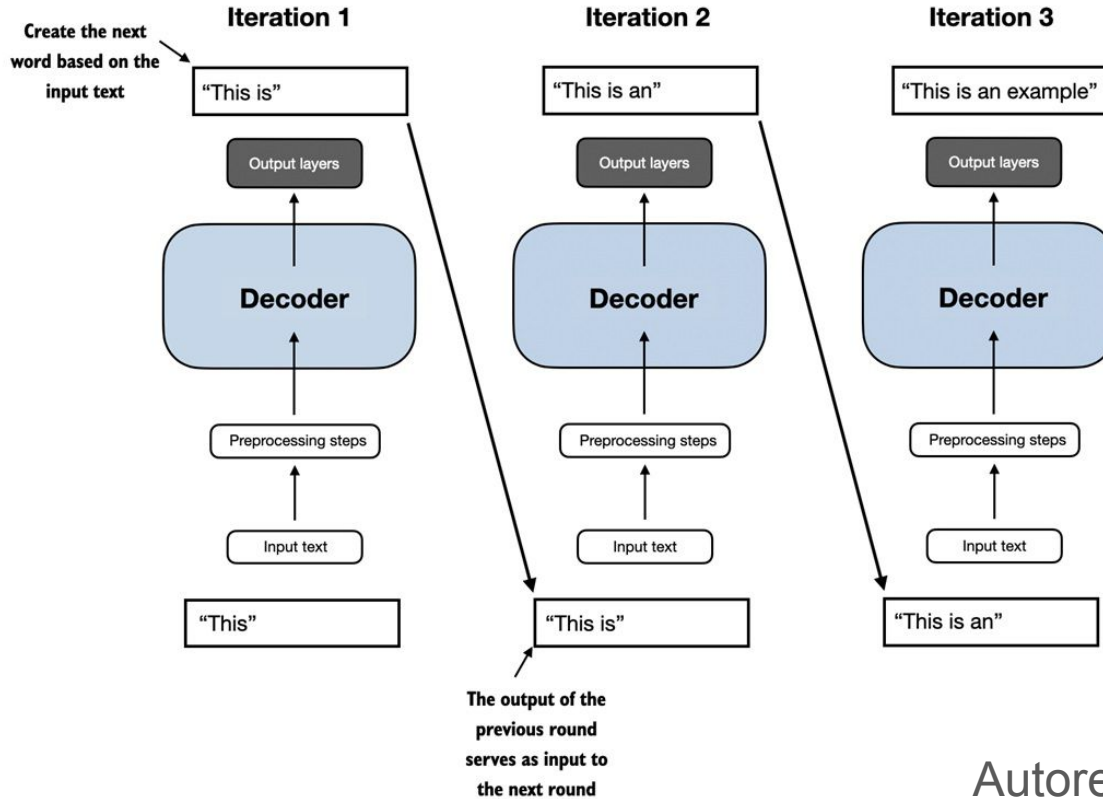 Iteration 1
Iteration 2
Iteration 3
Create the next
word based on the
input text
“This is”
“This is an”
“This is an example”
Output layers
Output layers
Output layers
Decoder
Decoder
Decoder
Preprocessing steps
Preprocessing steps
Preprocessing steps
Input text
Input text
Input text
“This”
“This is”
“This is an”
The output of the
previous round
serves as input to
the next round